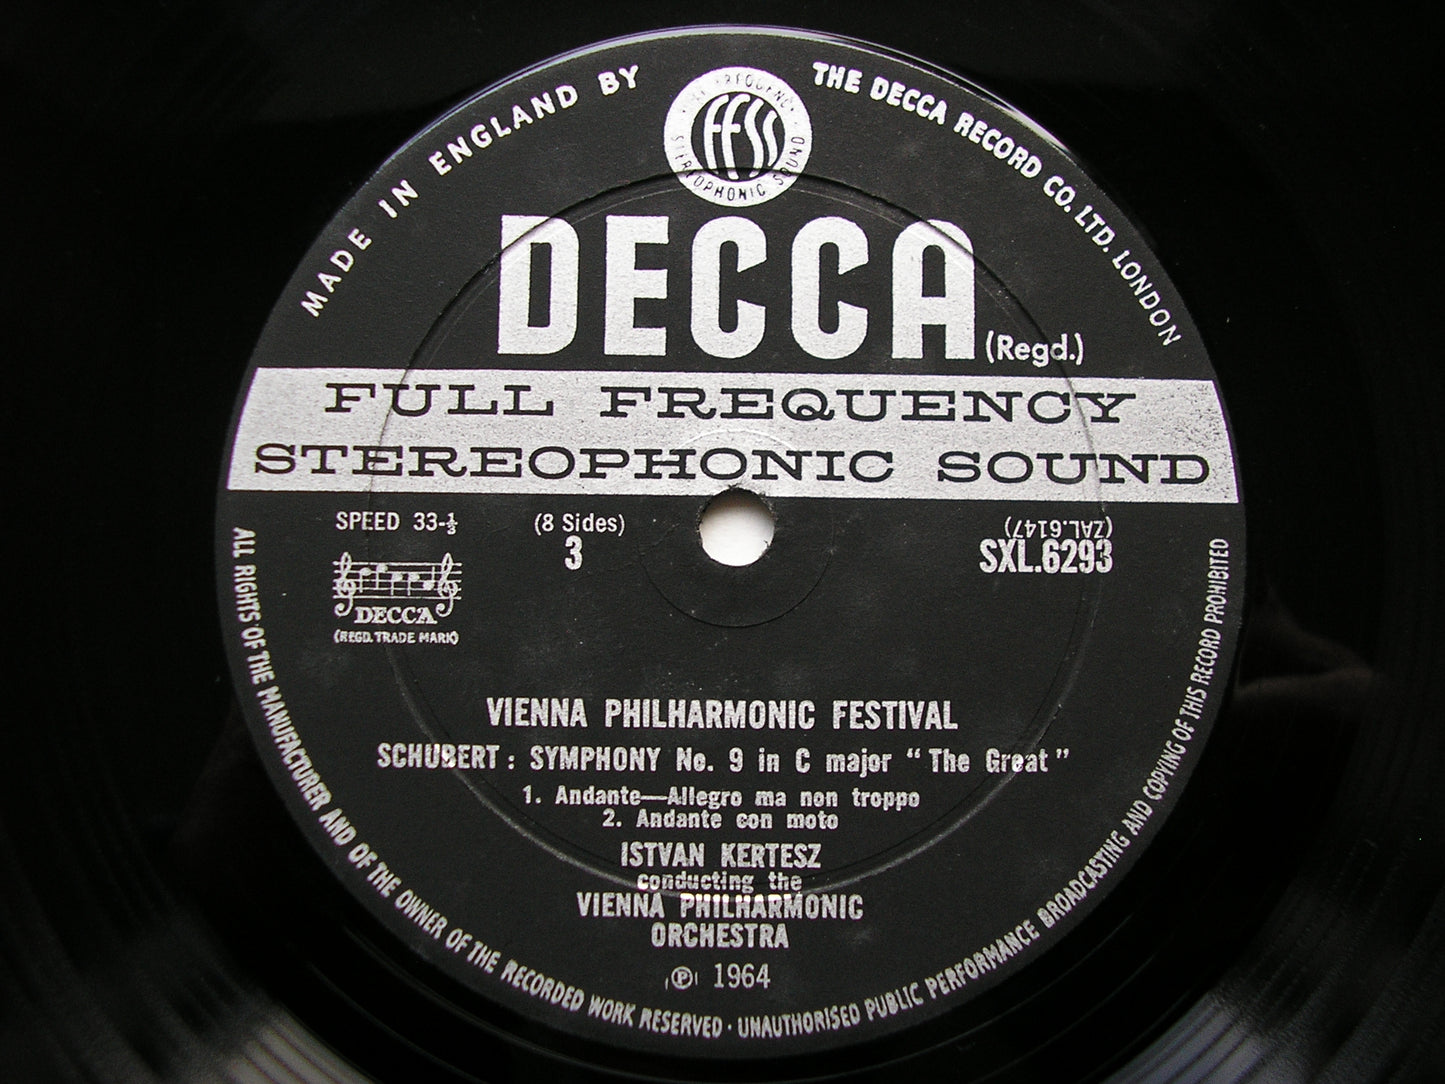 MADE IN ENGLAND BY
THE DECCA RECORD CO. LTD. LONDON
FFSS
STEREOPHONIC SOUND
DECCA (Regd.)
FULL FREQUENCY
STEREOPHONIC SOUND
SPEED 33-⅓
(8 Sides)
3
(ZAL.6147)
SXL.6293
DECCA
(REGD. TRADE MARK)
VIENNA PHILHARMONIC FESTIVAL
SCHUBERT : SYMPHONY No. 9 in C major “The Great”
1. Andante—Allegro ma non troppo
2. Andante con moto
ISTVAN KERTESZ
conducting the
VIENNA PHILHARMONIC
ORCHESTRA
℗ 1964
ALL RIGHTS OF THE MANUFACTURER AND OF THE OWNER OF THE RECORDED WORK RESERVED · UNAUTHORISED PUBLIC PERFORMANCE BROADCASTING AND COPYING OF THIS RECORD PROHIBITED